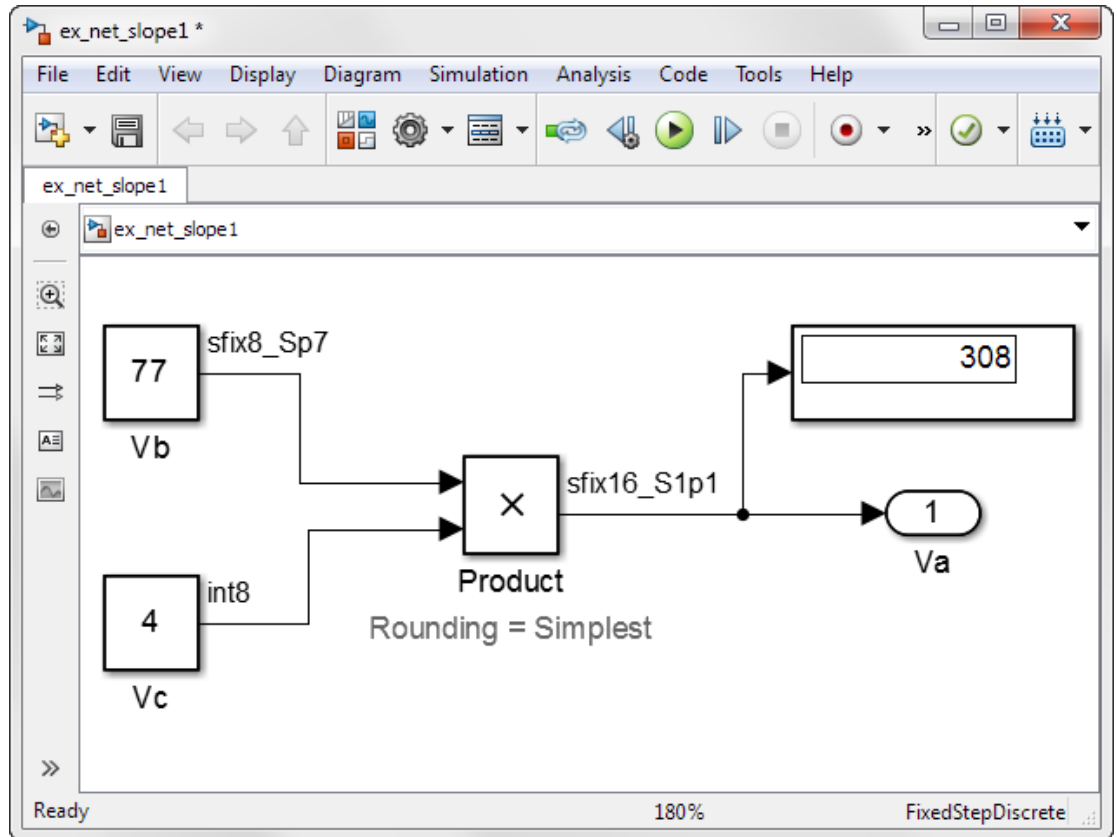 ex_net_slope1 *
File Edit View Display Diagram Simulation Analysis Code Tools Help
»
ex_net_slope1
ex_net_slope1
77
sfix8_Sp7
Vb
308
×
sfix16_S1p1
Product
1
Va
4
int8
Vc
Rounding = Simplest
»
Ready 180% FixedStepDiscrete